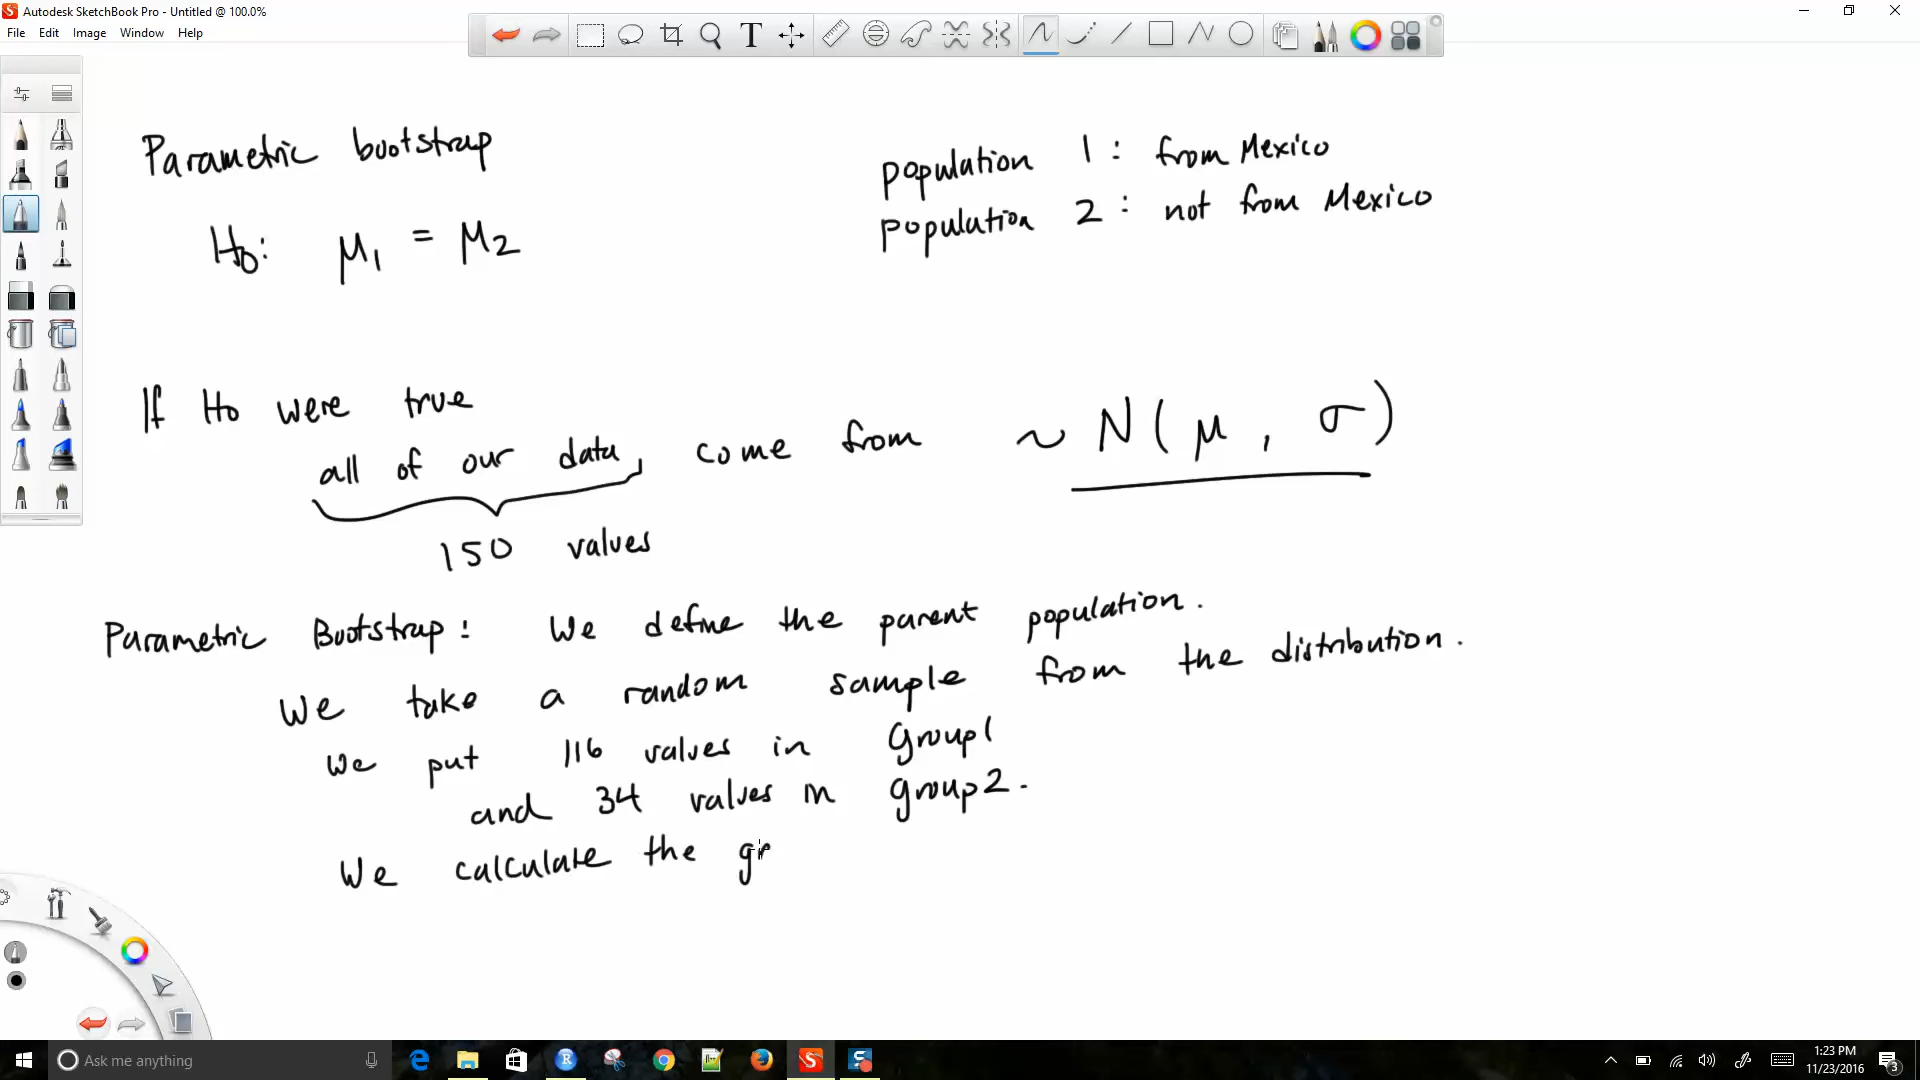 Autodesk SketchBook Pro - Untitled @ 100.0%
File Edit Image Window Help
Parametric bootstrap
H0: μ1 = μ2
population 1: from Mexico
population 2: not from Mexico
If Ho were true
all of our data, come from ~ N(μ, σ)
150 values
Parametric Bootstrap: We define the parent population.
We take a random sample from the distribution.
We put 116 values in Group1
and 34 values in group2.
We calculate the gr
Ask me anything
1:23 PM
11/23/2016
3